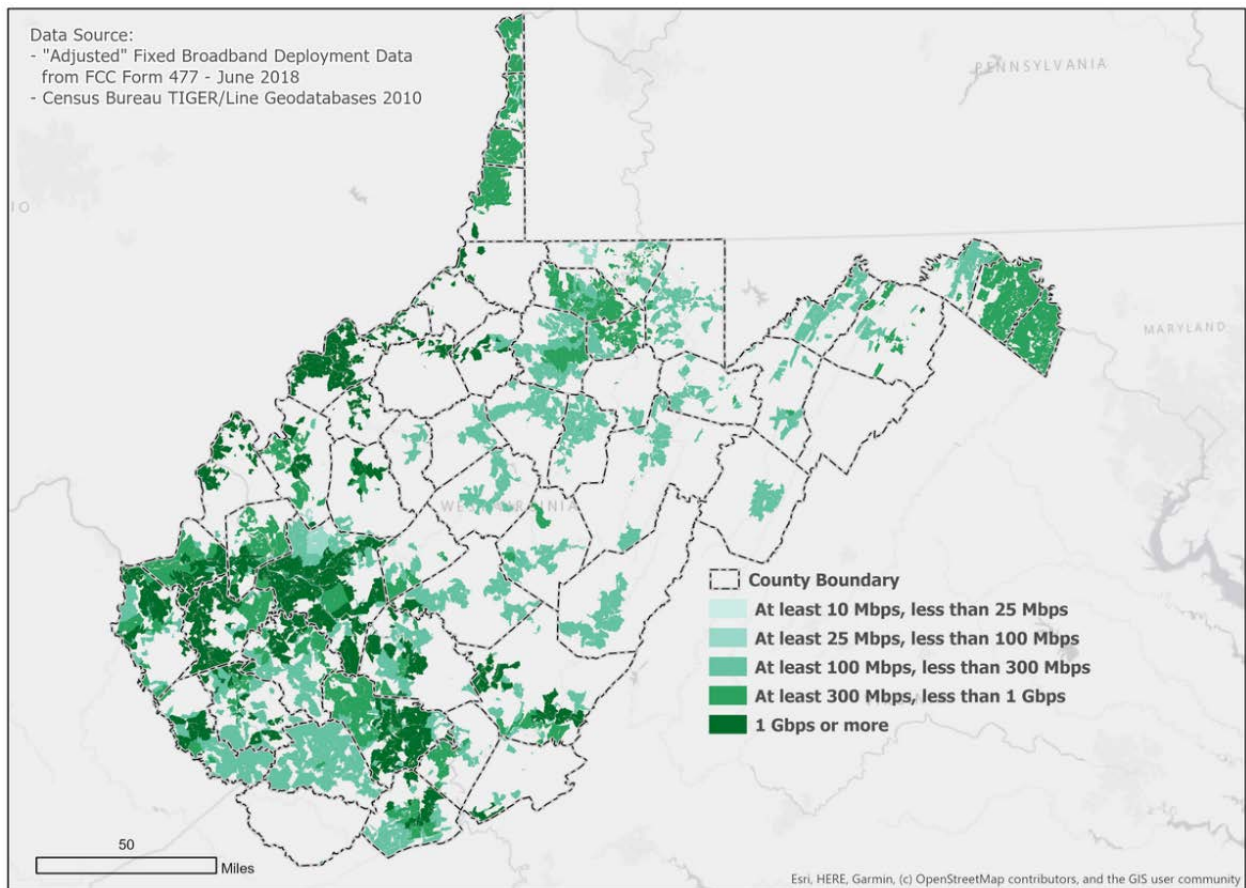 Data Source:
- "Adjusted" Fixed Broadband Deployment Data
from FCC Form 477 - June 2018
- Census Bureau TIGER/Line Geodatabases 2010
PENNSYLVANIA
IO
MARYLAND
WEST VIRGINIA
County Boundary
At least 10 Mbps, less than 25 Mbps
At least 25 Mbps, less than 100 Mbps
At least 100 Mbps, less than 300 Mbps
At least 300 Mbps, less than 1 Gbps
1 Gbps or more
50
Miles
Esri, HERE, Garmin, (c) OpenStreetMap contributors, and the GIS user community